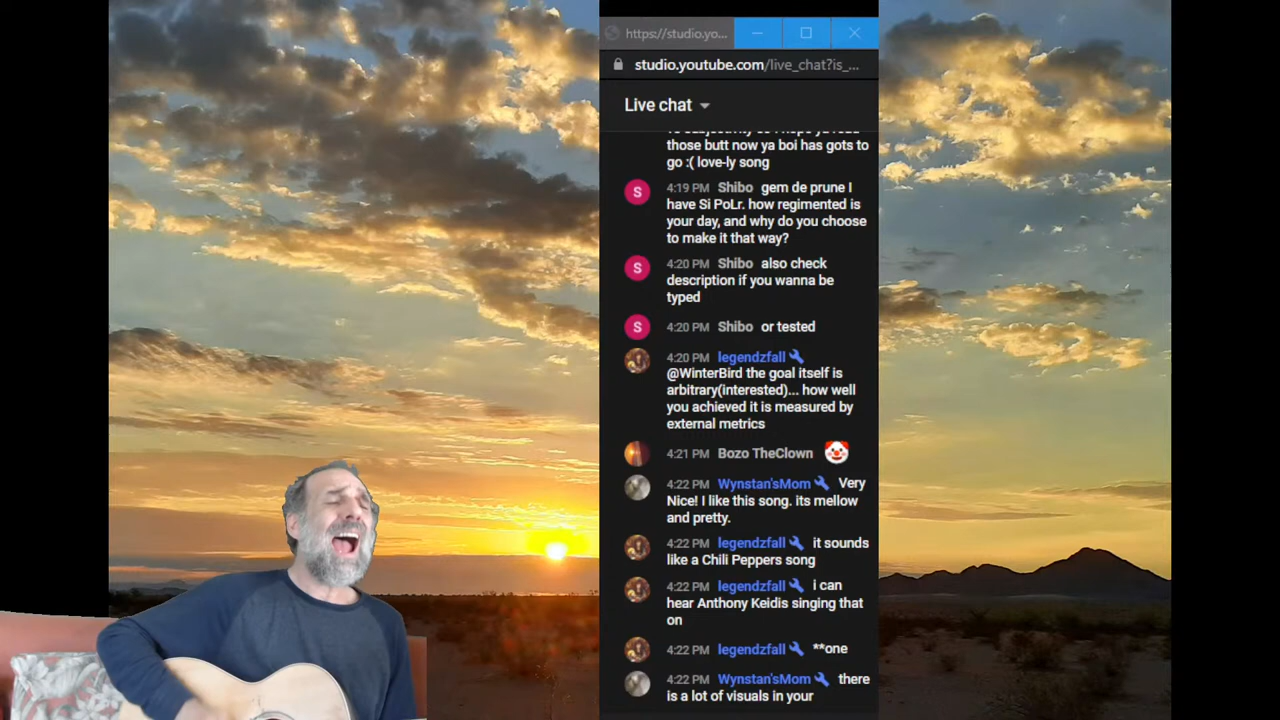 https://studio.yo...
studio.youtube.com/live_chat?is_...
Live chat
those butt now ya boi has gots to
go :( love-ly song
S
4:19 PM Shibo gem de prune I
have Si PoLr. how regimented is
your day, and why do you choose
to make it that way?
S
4:20 PM Shibo also check
description if you wanna be
typed
S
4:20 PM Shibo or tested
4:20 PM legendzfall
@WinterBird the goal itself is
arbitrary(interested)... how well
you achieved it is measured by
external metrics
4:21 PM Bozo TheClown 🤡
4:22 PM Wynstan'sMom Very
Nice! I like this song. its mellow
and pretty.
4:22 PM legendzfall it sounds
like a Chili Peppers song
4:22 PM legendzfall i can
hear Anthony Keidis singing that
on
4:22 PM legendzfall **one
4:22 PM Wynstan'sMom there
is a lot of visuals in your